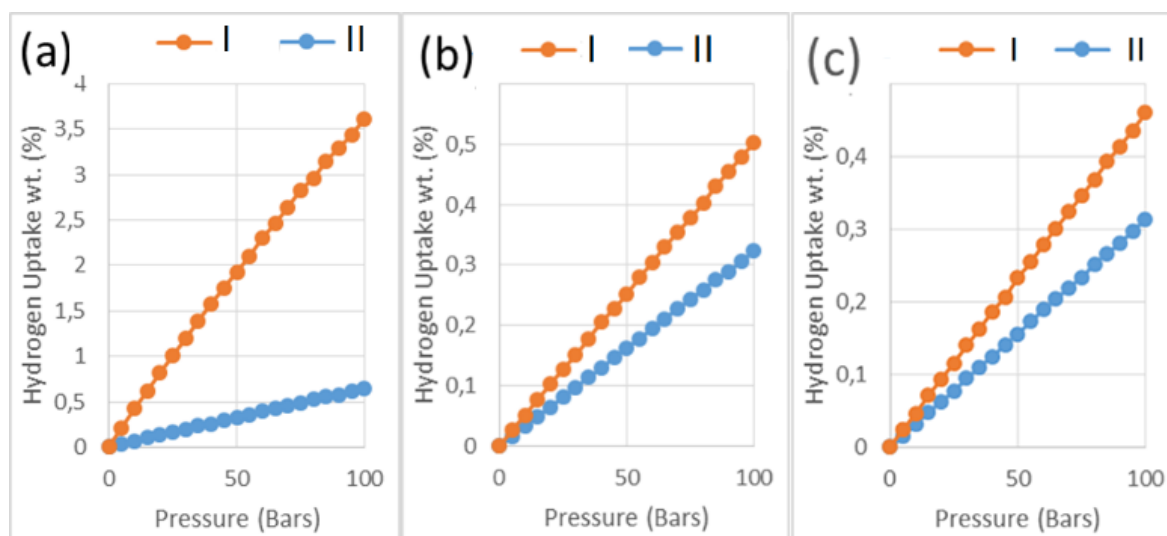 (a) I II
Hydrogen Uptake wt. (%)
4
3,5
3
2,5
2
1,5
1
0,5
0
0 50 100
Pressure (Bars)
(b) I II
Hydrogen Uptake wt. (%)
0,5
0,4
0,3
0,2
0,1
0
0 50 100
Pressure (Bars)
(c) I II
Hydrogen Uptake wt. (%)
0,4
0,3
0,2
0,1
0
0 50 100
Pressure (Bars)